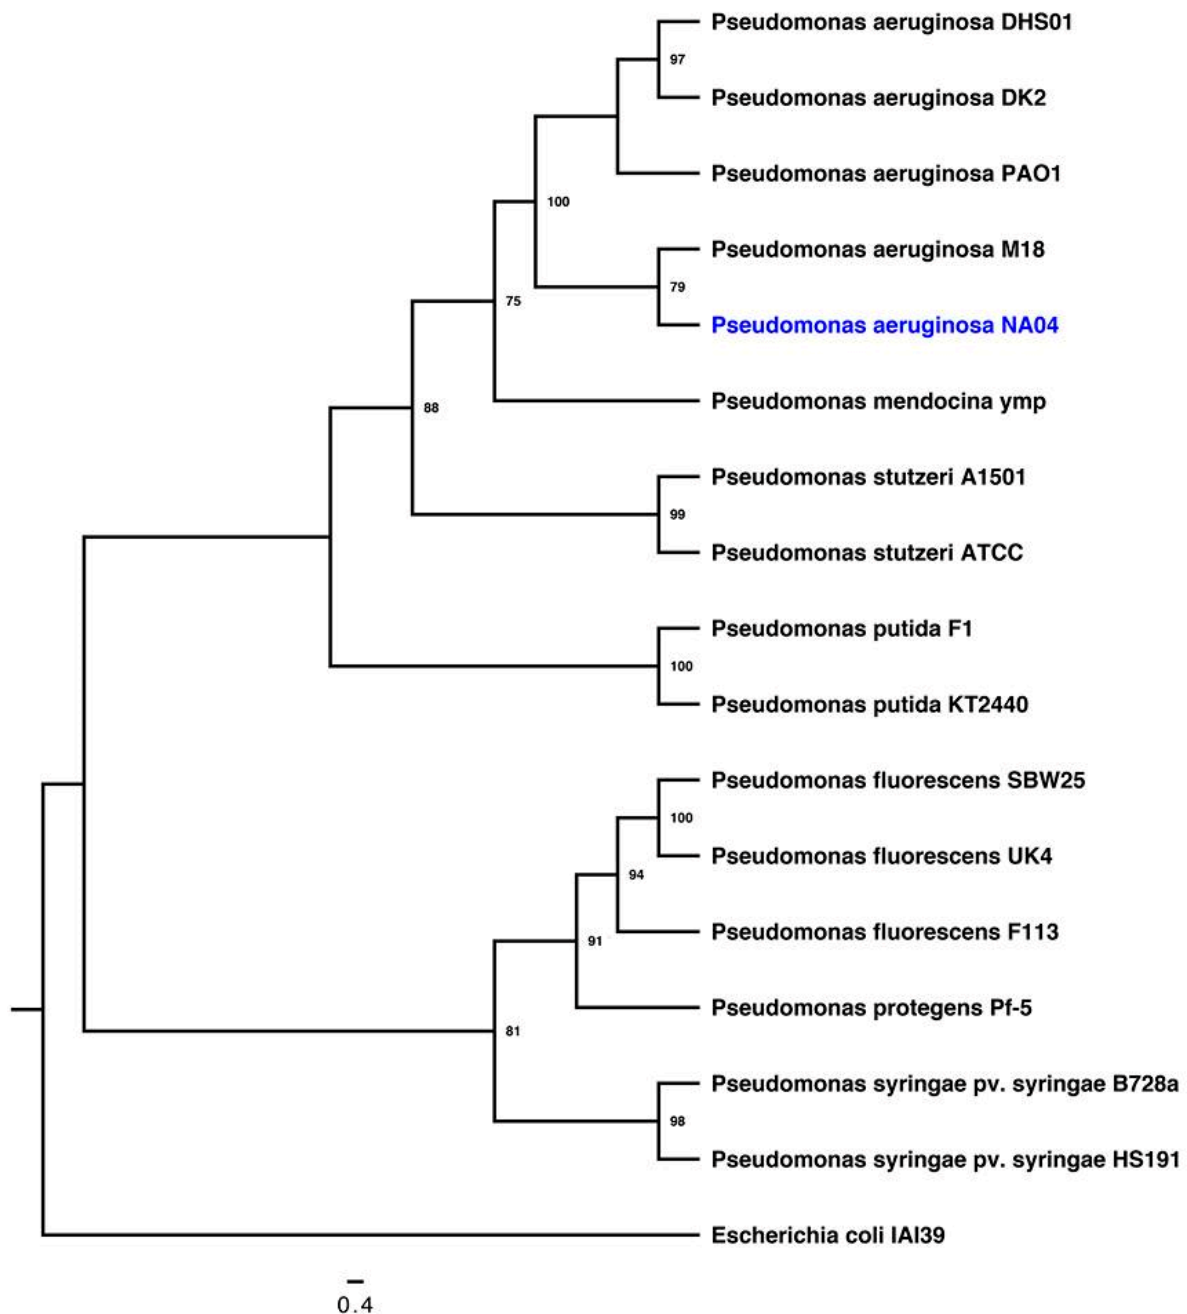 Pseudomonas aeruginosa DHS01
97
Pseudomonas aeruginosa DK2
Pseudomonas aeruginosa PAO1
100
Pseudomonas aeruginosa M18
79
75
Pseudomonas aeruginosa NA04
Pseudomonas mendocina ymp
88
Pseudomonas stutzeri A1501
99
Pseudomonas stutzeri ATCC
Pseudomonas putida F1
100
Pseudomonas putida KT2440
Pseudomonas fluorescens SBW25
100
Pseudomonas fluorescens UK4
94
Pseudomonas fluorescens F113
91
Pseudomonas protegens Pf-5
81
Pseudomonas syringae pv. syringae B728a
98
Pseudomonas syringae pv. syringae HS191
Escherichia coli IAI39
0.4